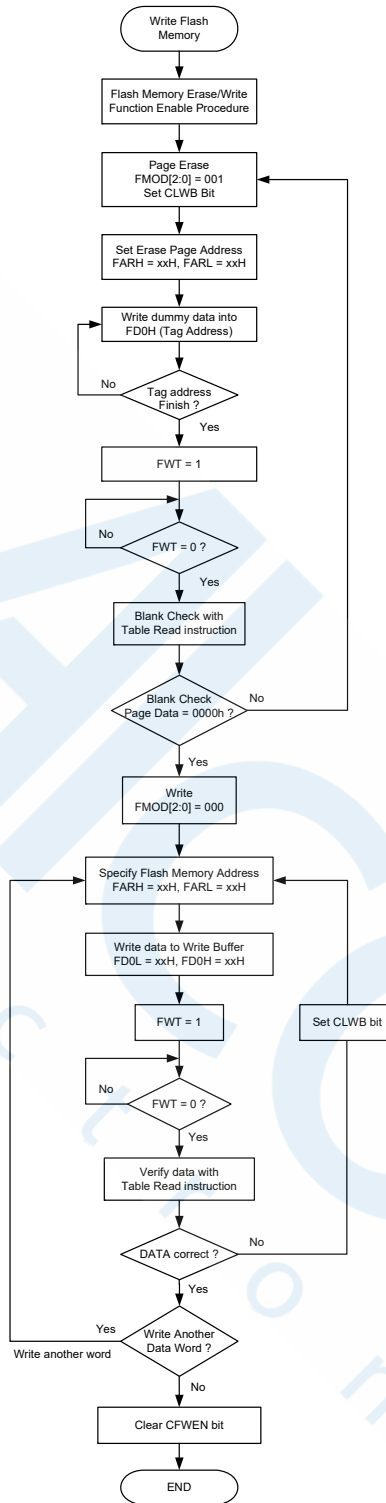 Write Flash
Memory
Flash Memory Erase/Write
Function Enable Procedure
Page Erase
FMOD[2:0] = 001
Set CLWB Bit
Set Erase Page Address
FARH = xxH, FARL = xxH
Write dummy data into
FD0H (Tag Address)
No
Tag address
Finish ?
Yes
FWT = 1
No
FWT = 0 ?
Yes
Blank Check with
Table Read instruction
Blank Check
Page Data = 0000h ?
No
Yes
Write
FMOD[2:0] = 000
Specify Flash Memory Address
FARH = xxH, FARL = xxH
Write data to Write Buffer
FD0L = xxH, FD0H = xxH
FWT = 1
Set CLWB bit
No
FWT = 0 ?
Yes
Verify data with
Table Read instruction
DATA correct ?
No
Yes
Yes
Write another word
Write Another
Data Word ?
No
Clear CFWEN bit
END